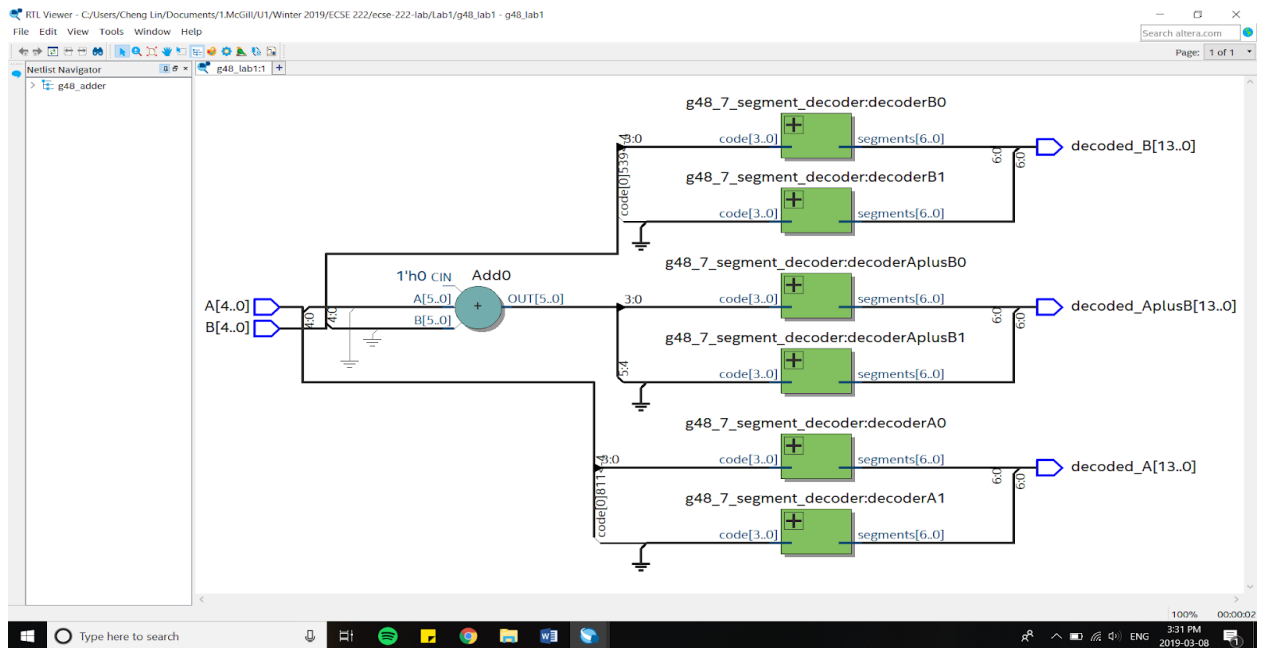 RTL Viewer - C:/Users/Cheng Lin/Documents/1.McGill/U1/Winter 2019/ECSE 222/ecse-222-lab/Lab1/g48_lab1 - g48_lab1
File Edit View Tools Window Help
Search altera.com
Page: 1 of 1
Netlist Navigator
g48_lab1:1
g48_adder
g48_7_segment_decoder:decoderB0
3:0
code[3..0]
segments[6..0]
6:0
6:0
decoded_B[13..0]
g48_7_segment_decoder:decoderB1
code[3..0]
segments[6..0]
g48_7_segment_decoder:decoderAplusB0
1'h0 CIN
Add0
A[4..0]
A[5..0]
OUT[5..0]
3:0
code[3..0]
segments[6..0]
6:0
6:0
decoded_AplusB[13..0]
4:0
4:0
B[4..0]
B[5..0]
g48_7_segment_decoder:decoderAplusB1
5:4
code[3..0]
segments[6..0]
g48_7_segment_decoder:decoderA0
3:0
code[3..0]
segments[6..0]
6:0
6:0
decoded_A[13..0]
g48_7_segment_decoder:decoderA1
code[3..0]
segments[6..0]
100% 00:00:02
Type here to search
ENG
3:31 PM
2019-03-08
1